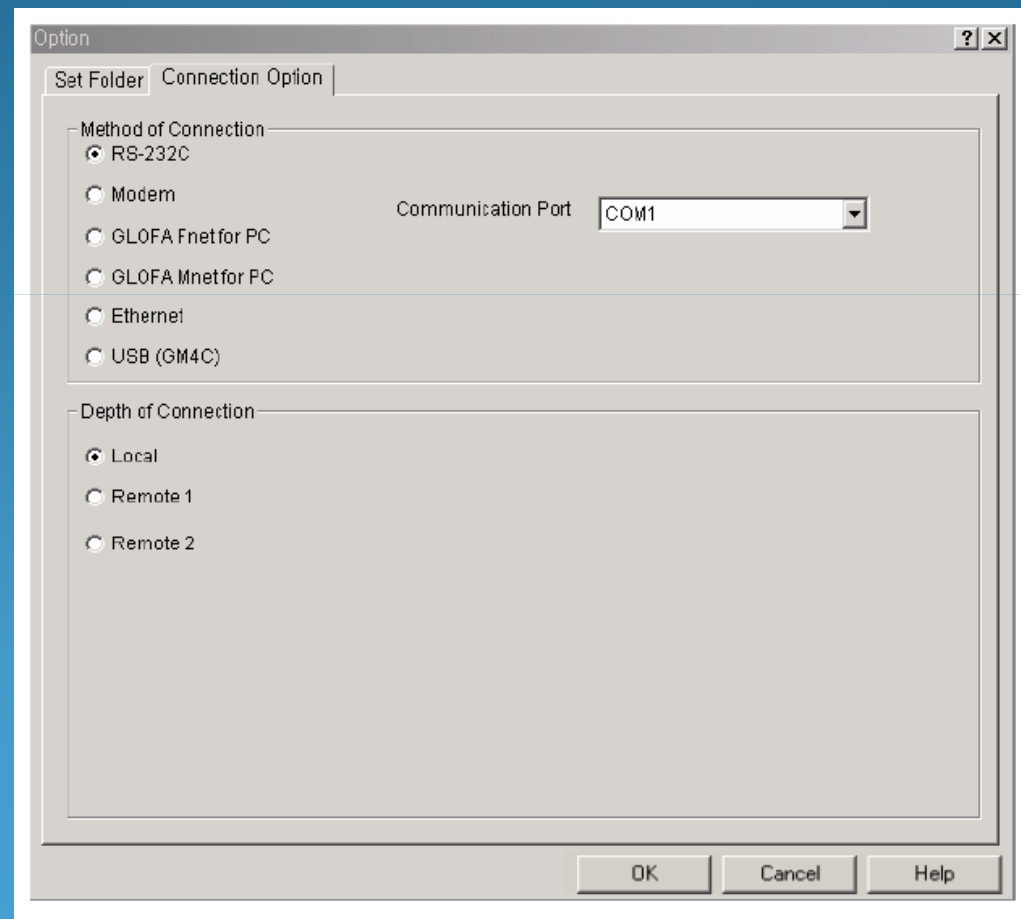 Option
Set Folder
Connection Option
Method of Connection
RS-232C
Modem
Communication Port
COM1
GLOFA Fnet for PC
GLOFA Mnet for PC
Ethernet
USB (GM4C)
Depth of Connection
Local
Remote 1
Remote 2
OK
Cancel
Help